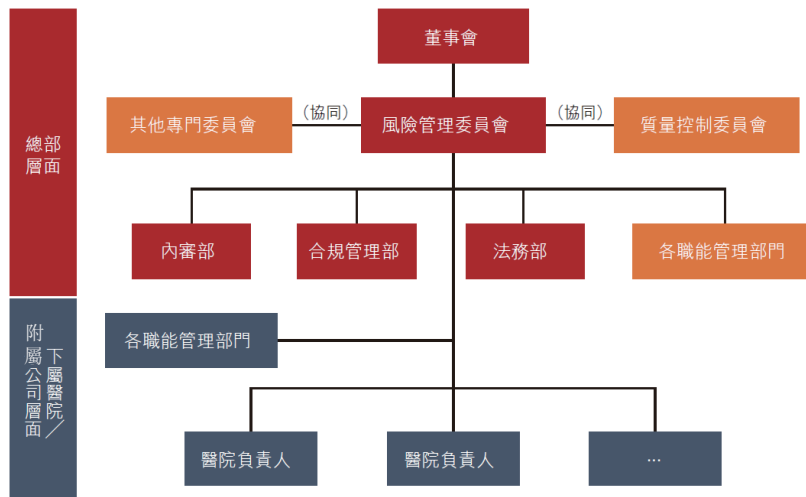 董事會
其他專門委員會
（協同）
風險管理委員會
（協同）
質量控制委員會
總部
層面
內審部
合規管理部
法務部
各職能管理部門
各職能管理部門
附屬公司層面／
下屬醫院
醫院負責人
醫院負責人
…